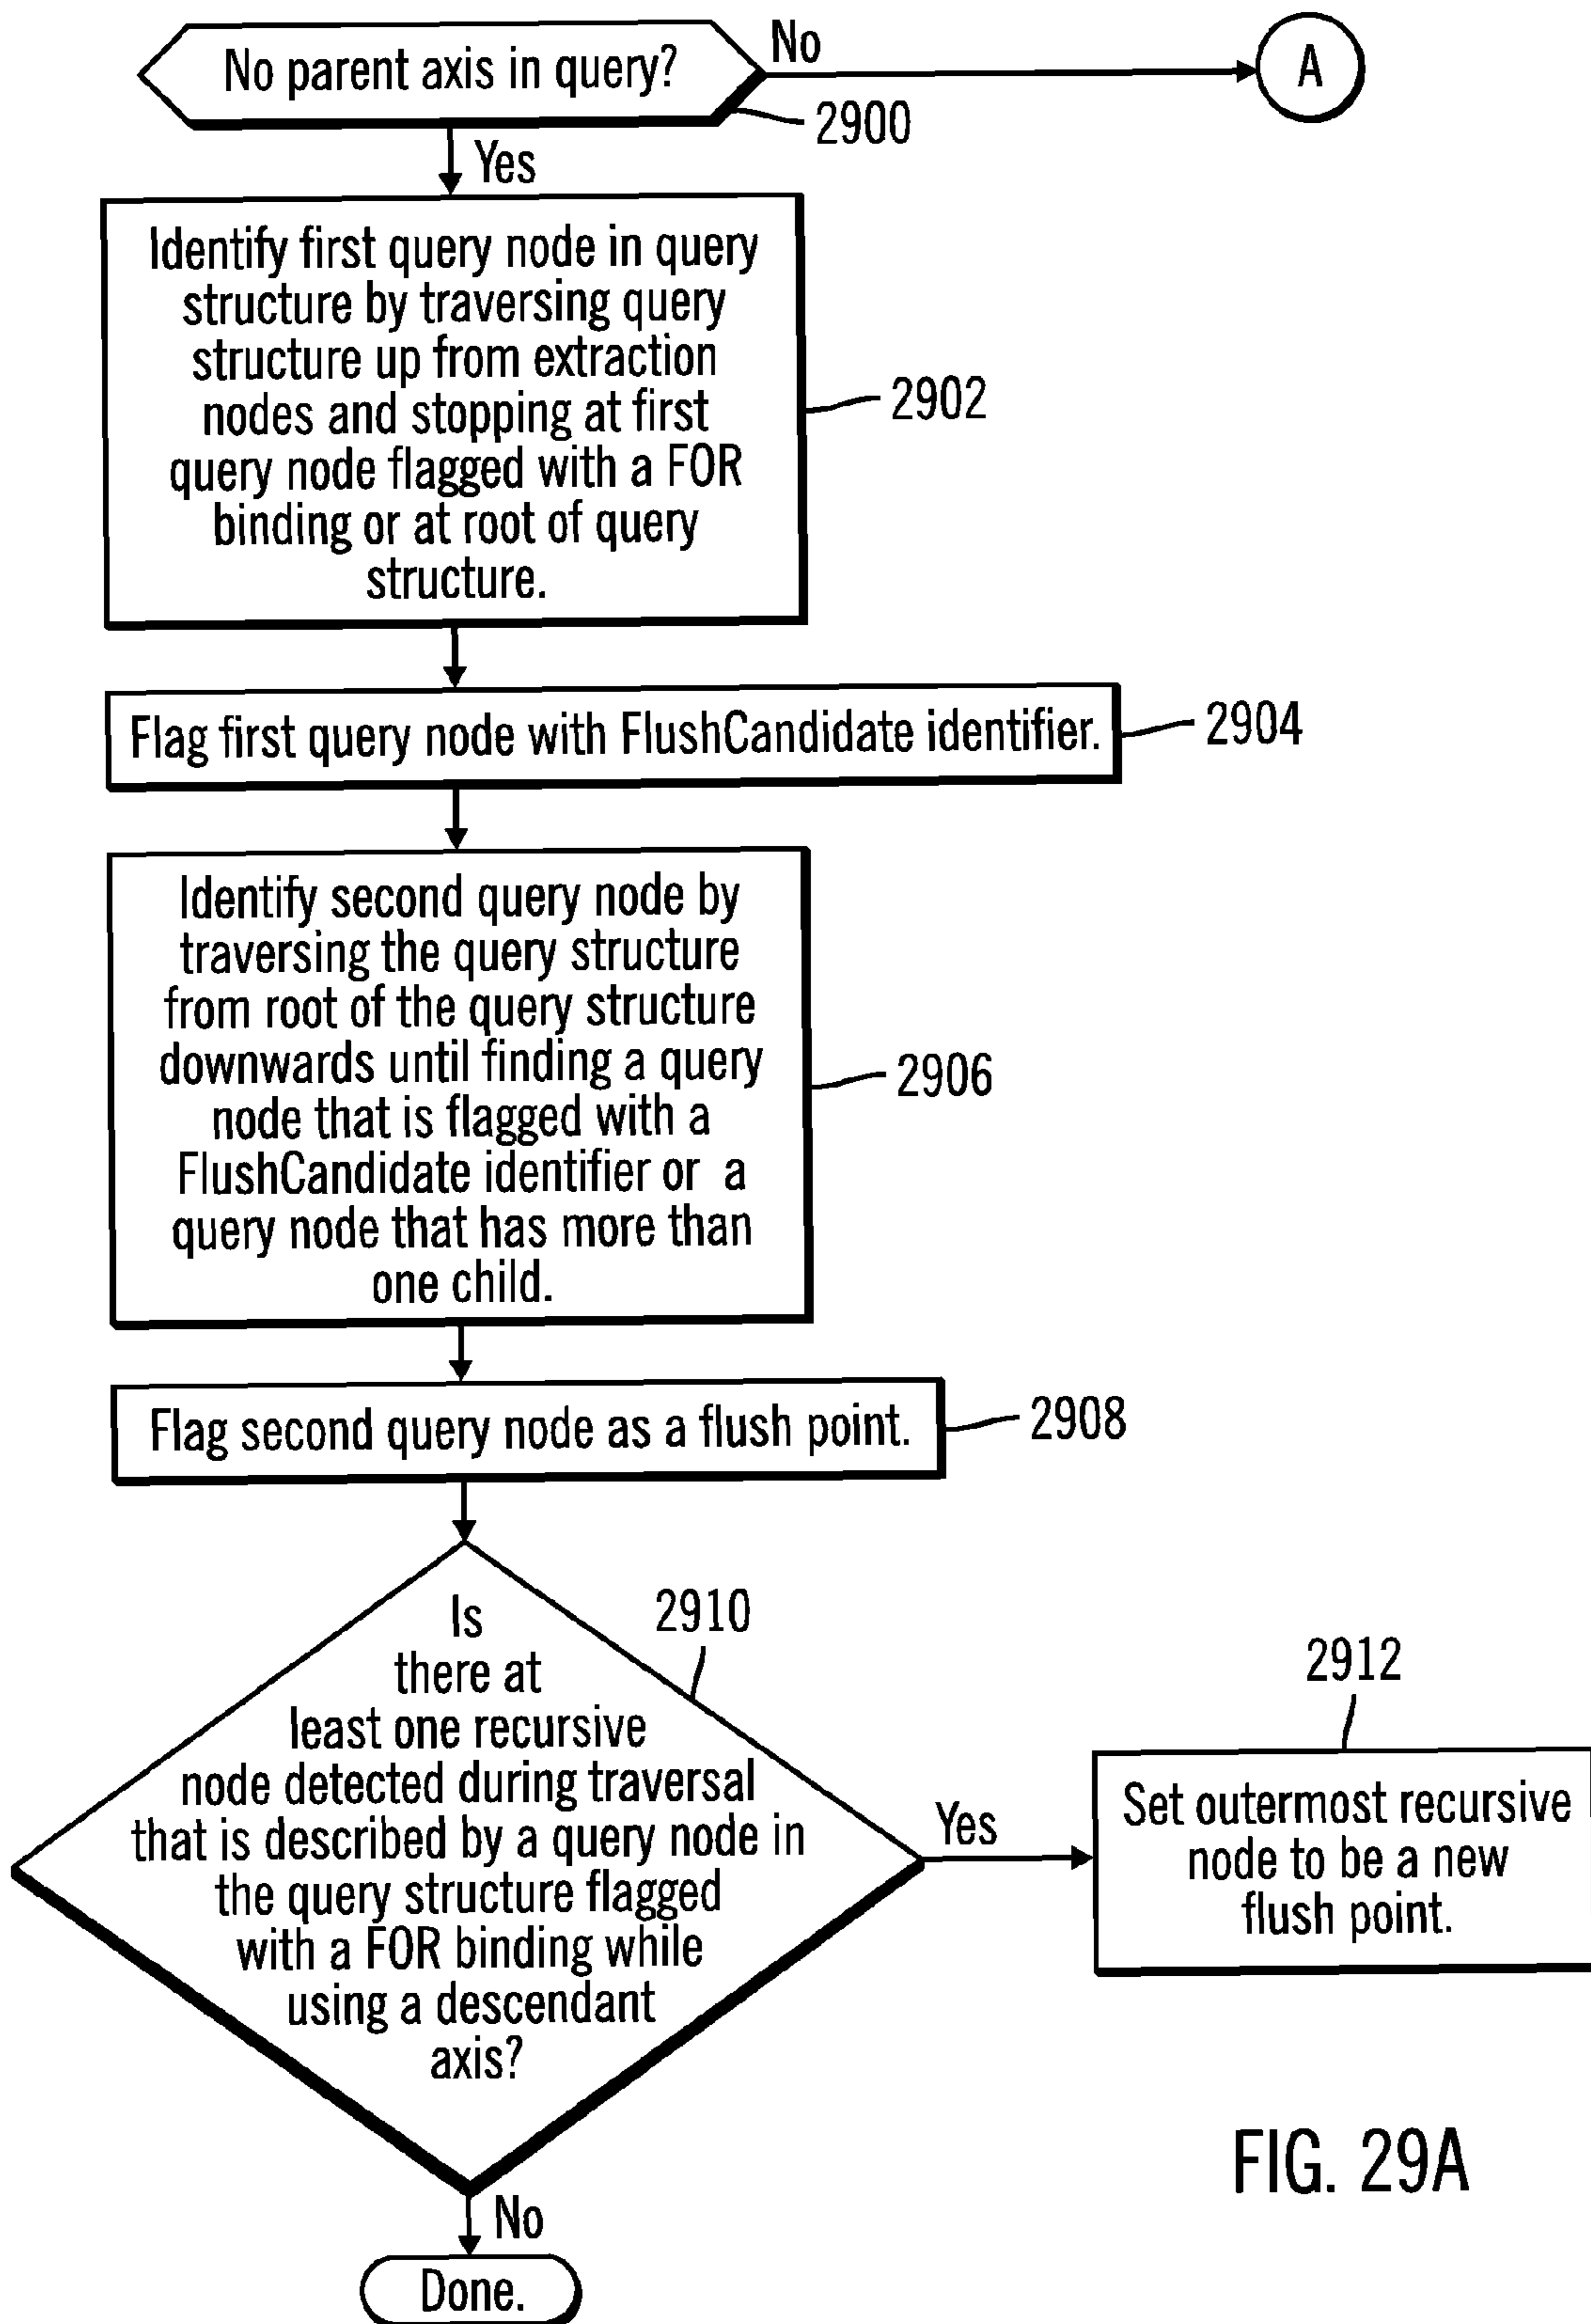 No parent axis in query?
No
A
2900
Yes
Identify first query node in query
structure by traversing query
structure up from extraction
nodes and stopping at first
query node flagged with a FOR
binding or at root of query
structure.
2902
Flag first query node with FlushCandidate identifier.
2904
Identify second query node by
traversing the query structure
from root of the query structure
downwards until finding a query
node that is flagged with a
FlushCandidate identifier or a
query node that has more than
one child.
2906
Flag second query node as a flush point.
2908
Is
there at
least one recursive
node detected during traversal
that is described by a query node in
the query structure flagged
with a FOR binding while
using a descendant
axis?
2910
Yes
2912
Set outermost recursive
node to be a new
flush point.
No
Done.
FIG. 29A